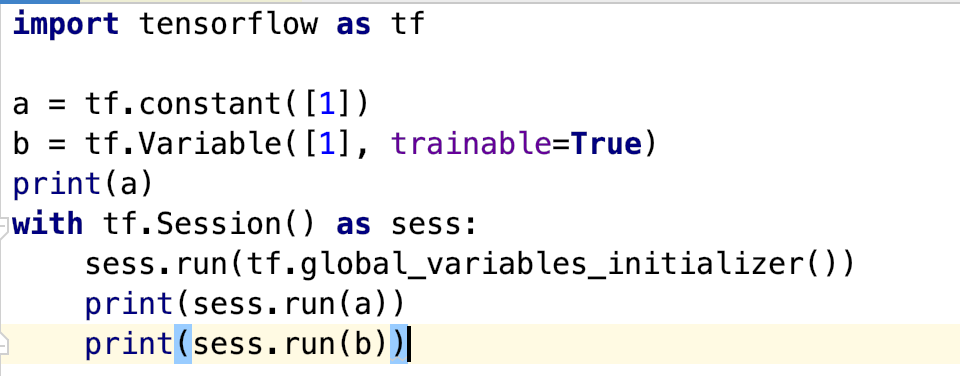 import tensorflow as tf
a = tf.constant([1])
b = tf.Variable([1], trainable=True)
print(a)
with tf.Session() as sess:
    sess.run(tf.global_variables_initializer())
    print(sess.run(a))
    print(sess.run(b))